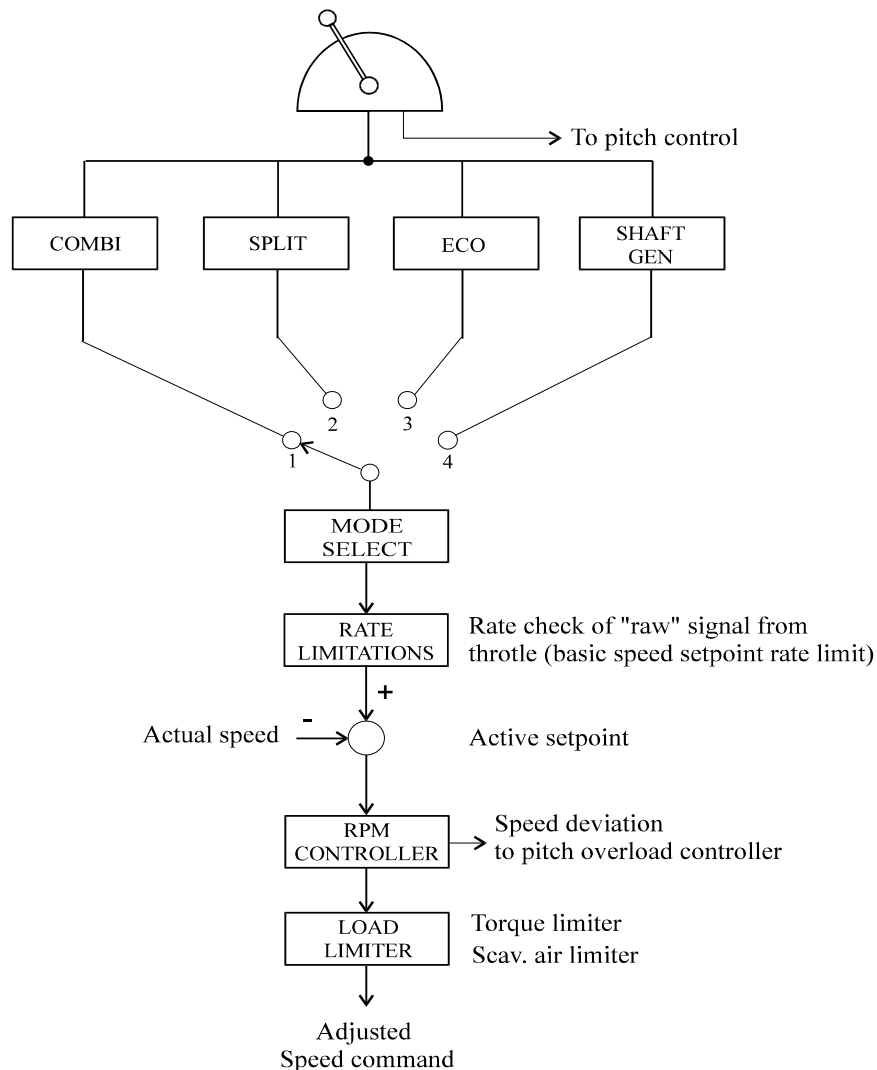 To pitch control
COMBI
SPLIT
ECO
SHAFT
GEN
2
3
1
4
MODE
SELECT
RATE
LIMITATIONS
Rate check of "raw" signal from
throtle (basic speed setpoint rate limit)
+
-
Actual speed
Active setpoint
RPM
CONTROLLER
Speed deviation
to pitch overload controller
LOAD
LIMITER
Torque limiter
Scav. air limiter
Adjusted
Speed command